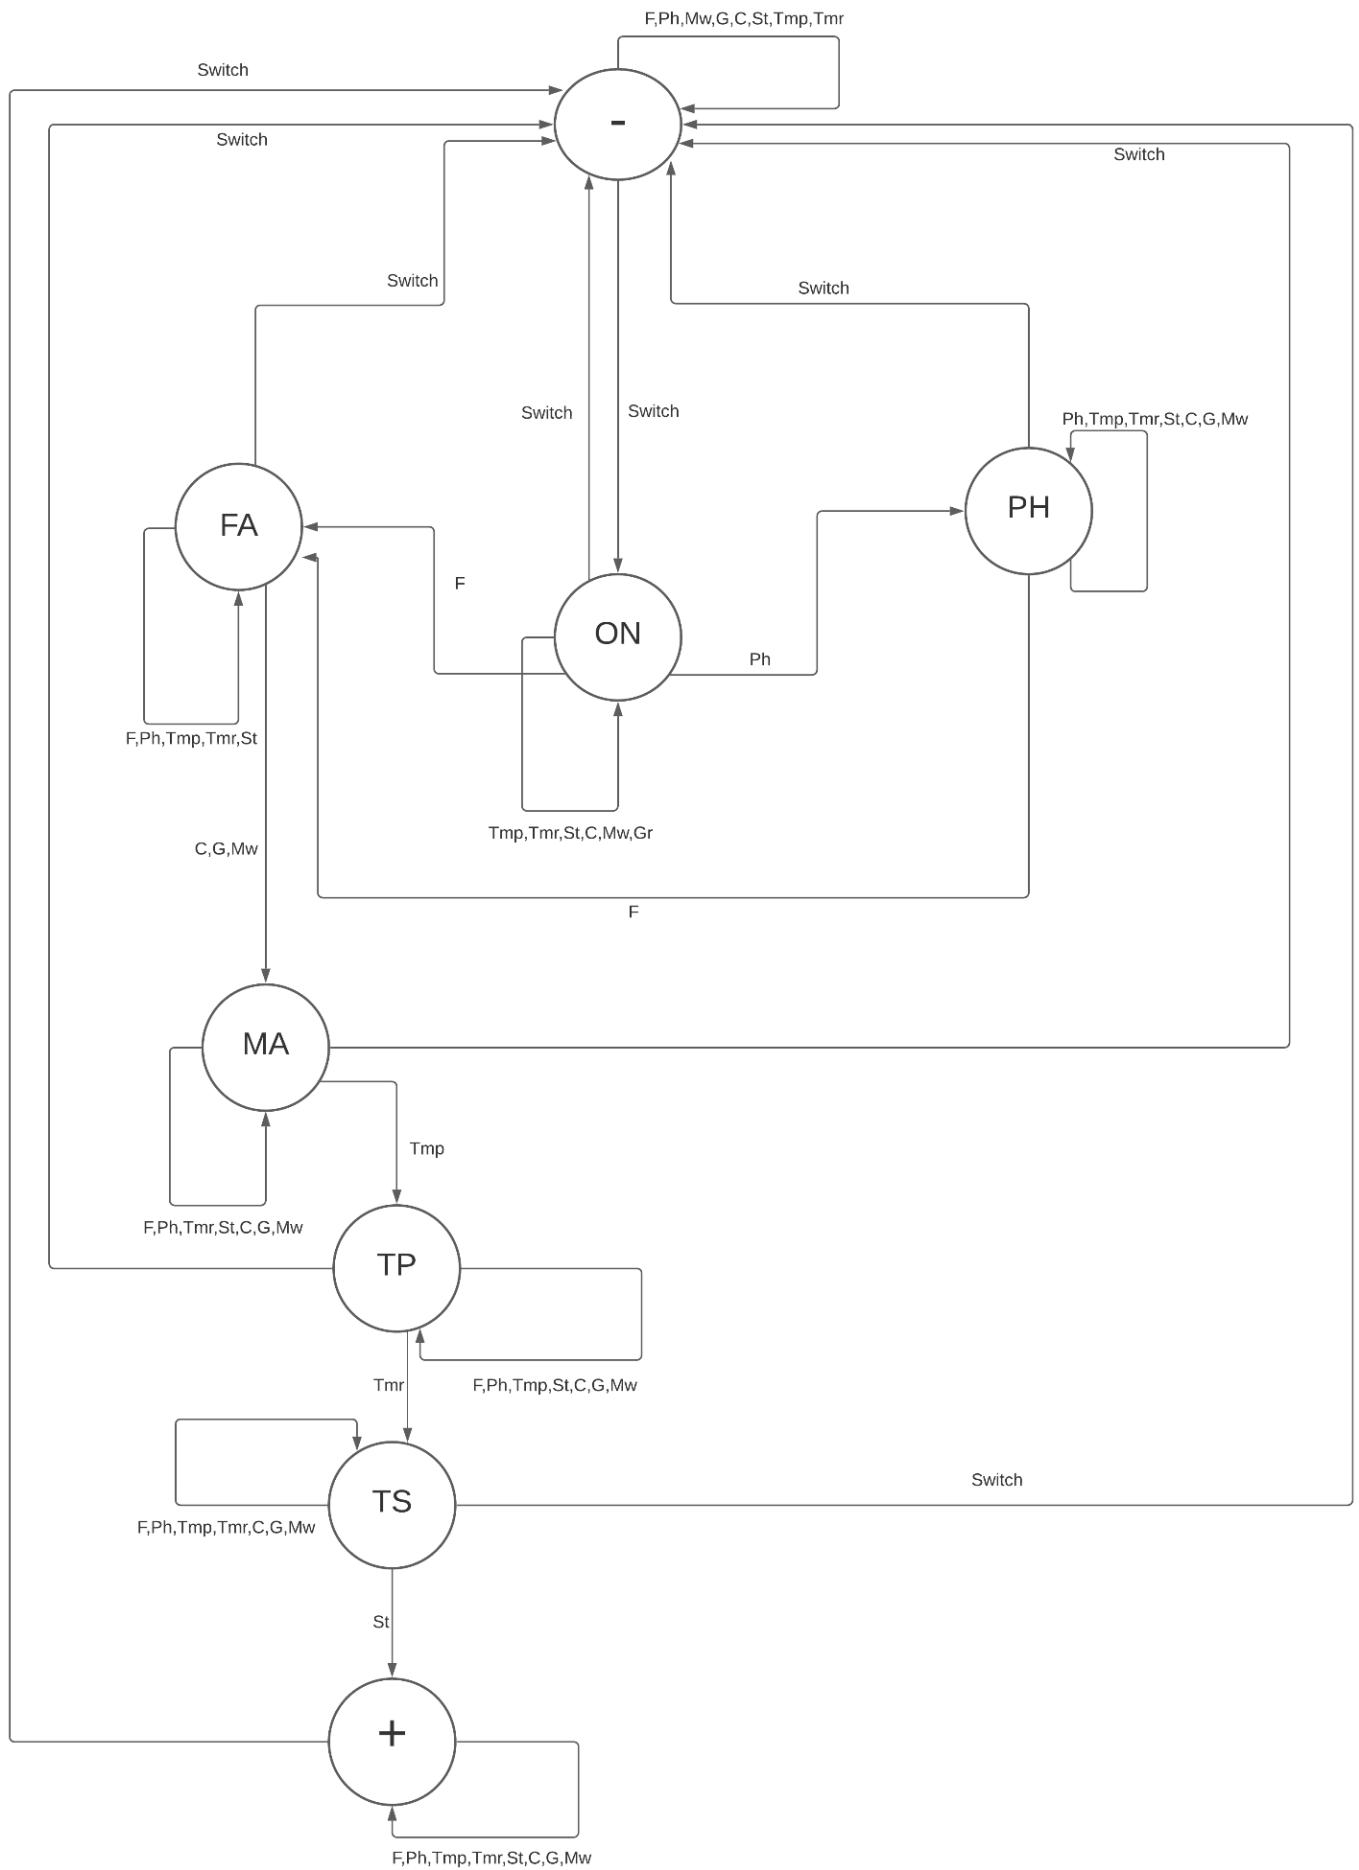 F,Ph,Mw,G,C,St,Tmp,Tmr
Switch
-
Switch
Switch
Switch
Switch
Switch
Switch
Ph,Tmp,Tmr,St,C,G,Mw
PH
FA
F
ON
Ph
F,Ph,Tmp,Tmr,St
Tmp,Tmr,St,C,Mw,Gr
C,G,Mw
F
MA
Tmp
F,Ph,Tmr,St,C,G,Mw
TP
Tmr
F,Ph,Tmp,St,C,G,Mw
Switch
TS
F,Ph,Tmp,Tmr,C,G,Mw
St
+
F,Ph,Tmp,Tmr,St,C,G,Mw